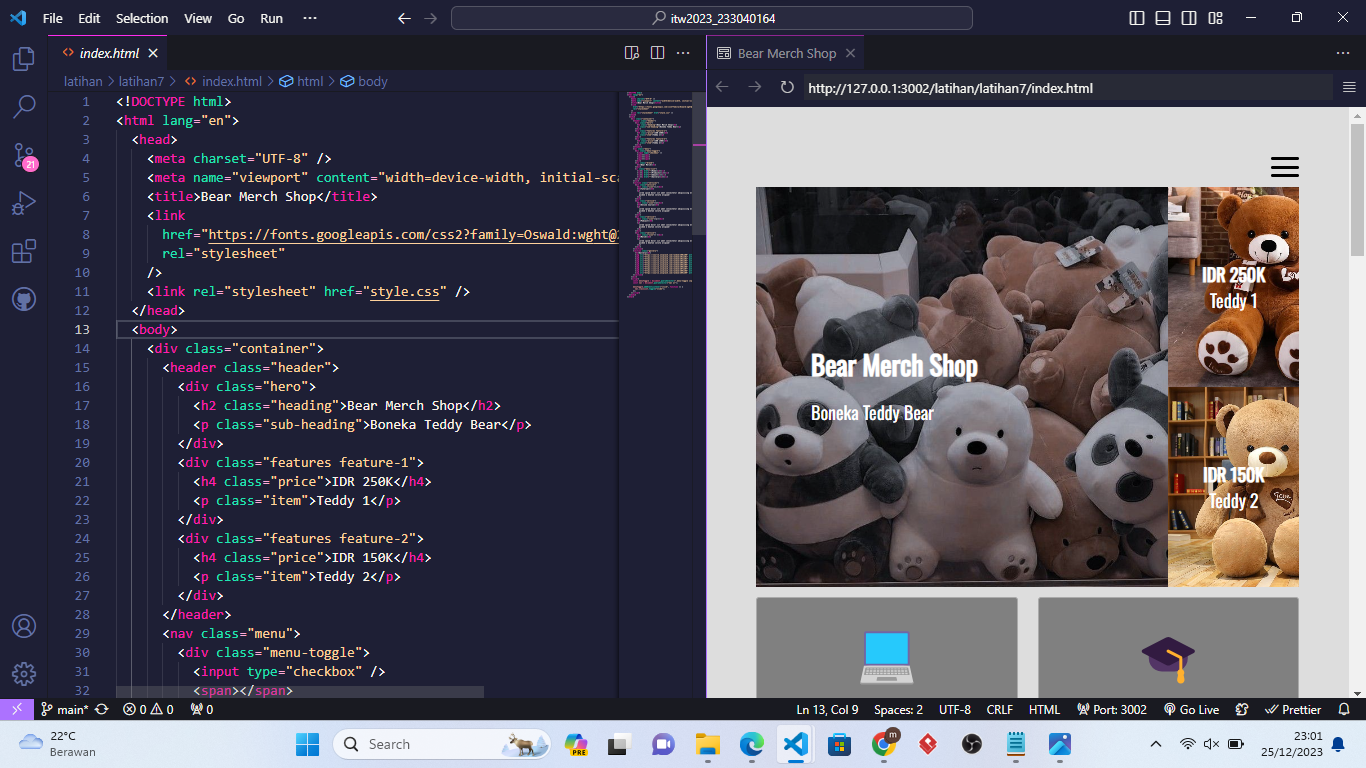 File Edit Selection View Go Run ···
itw2023_233040164
index.html
Bear Merch Shop
latihan > latihan7 > index.html > html > body
http://127.0.0.1:3002/latihan/latihan7/index.html
1 <!DOCTYPE html>
2 <html lang="en">
3 <head>
4 <meta charset="UTF-8" />
5 <meta name="viewport" content="width=device-width, initial-sca
6 <title>Bear Merch Shop</title>
7 <link
8 href="https://fonts.googleapis.com/css2?family=Oswald:wght@
9 rel="stylesheet"
10 />
11 <link rel="stylesheet" href="style.css" />
12 </head>
13 <body>
14 <div class="container">
15 <header class="header">
16 <div class="hero">
17 <h2 class="heading">Bear Merch Shop</h2>
18 <p class="sub-heading">Boneka Teddy Bear</p>
19 </div>
20 <div class="features feature-1">
21 <h4 class="price">IDR 250K</h4>
22 <p class="item">Teddy 1</p>
23 </div>
24 <div class="features feature-2">
25 <h4 class="price">IDR 150K</h4>
26 <p class="item">Teddy 2</p>
27 </div>
28 </header>
29 <nav class="menu">
30 <div class="menu-toggle">
31 <input type="checkbox" />
32 <span></span>
21
Bear Merch Shop
Boneka Teddy Bear
IDR 250K
Teddy 1
IDR 150K
Teddy 2
main* 0 0 0
Ln 13, Col 9 Spaces: 2 UTF-8 CRLF HTML Port: 3002 Go Live Prettier
22°C
Berawan
Search
PRE
m
23:01
25/12/2023